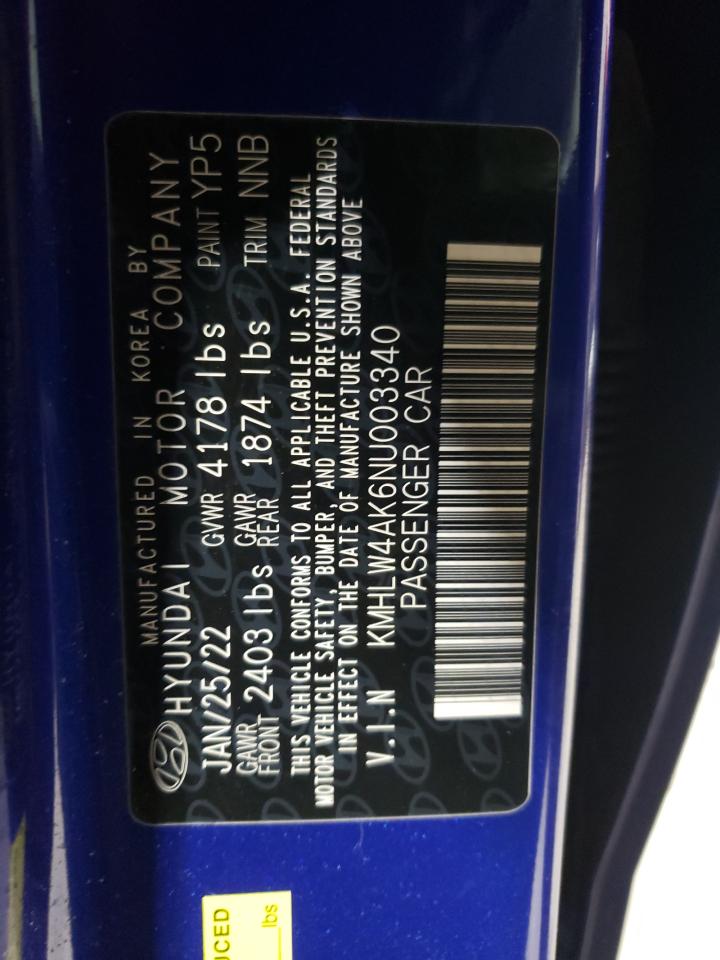 MANUFACTURED IN KOREA BY
HYUNDAI MOTOR COMPANY
JAN/25/22 GVWR 4178 lbs PAINT YP5
GAWR FRONT 2403 lbs GAWR REAR 1874 lbs TRIM NNB
THIS VEHICLE CONFORMS TO ALL APPLICABLE U.S.A. FEDERAL
MOTOR VEHICLE SAFETY, BUMPER, AND THEFT PREVENTION STANDARDS
IN EFFECT ON THE DATE OF MANUFACTURE SHOWN ABOVE
V.I.N KMHLW4AK6NU003340
PASSENGER CAR
UCED
lbs